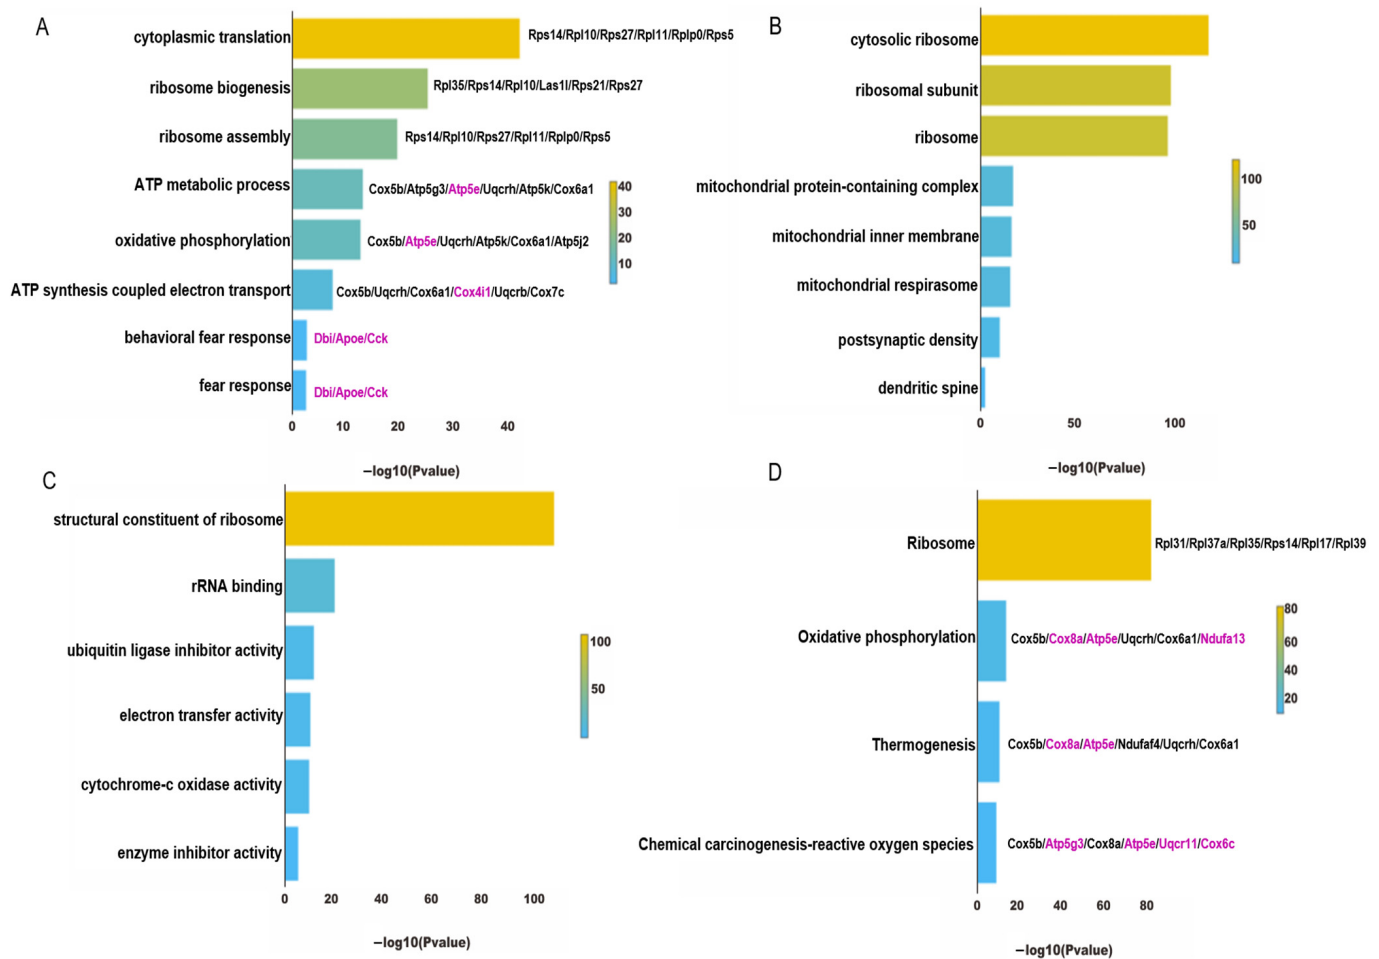 A
cytoplasmic translation Rps14/Rpl10/Rps27/Rpl11/Rplp0/Rps5
ribosome biogenesis Rpl35/Rps14/Rpl10/Las1l/Rps21/Rps27
ribosome assembly Rps14/Rpl10/Rps27/Rpl11/Rplp0/Rps5
ATP metabolic process Cox5b/Atp5g3/Atp5e/Uqcrh/Atp5k/Cox6a1
oxidative phosphorylation Cox5b/Atp5e/Uqcrh/Atp5k/Cox6a1/Atp5j2
ATP synthesis coupled electron transport Cox5b/Uqcrh/Cox6a1/Cox4i1/Uqcrb/Cox7c
behavioral fear response Dbi/Apoe/Cck
fear response Dbi/Apoe/Cck
40
30
20
10
0 10 20 30 40
−log10(Pvalue)
B
cytosolic ribosome
ribosomal subunit
ribosome
mitochondrial protein-containing complex
mitochondrial inner membrane
mitochondrial respirasome
postsynaptic density
dendritic spine
100
50
0 50 100
−log10(Pvalue)
C
structural constituent of ribosome
rRNA binding
ubiquitin ligase inhibitor activity
electron transfer activity
cytochrome-c oxidase activity
enzyme inhibitor activity
100
50
0 20 40 60 80 100
−log10(Pvalue)
D
Ribosome Rpl31/Rpl37a/Rpl35/Rps14/Rpl17/Rpl39
Oxidative phosphorylation Cox5b/Cox8a/Atp5e/Uqcrh/Cox6a1/Ndufa13
Thermogenesis Cox5b/Cox8a/Atp5e/Ndufaf4/Uqcrh/Cox6a1
Chemical carcinogenesis-reactive oxygen species Cox5b/Atp5g3/Cox8a/Atp5e/Uqcr11/Cox6c
80
60
40
20
0 20 40 60 80
−log10(Pvalue)